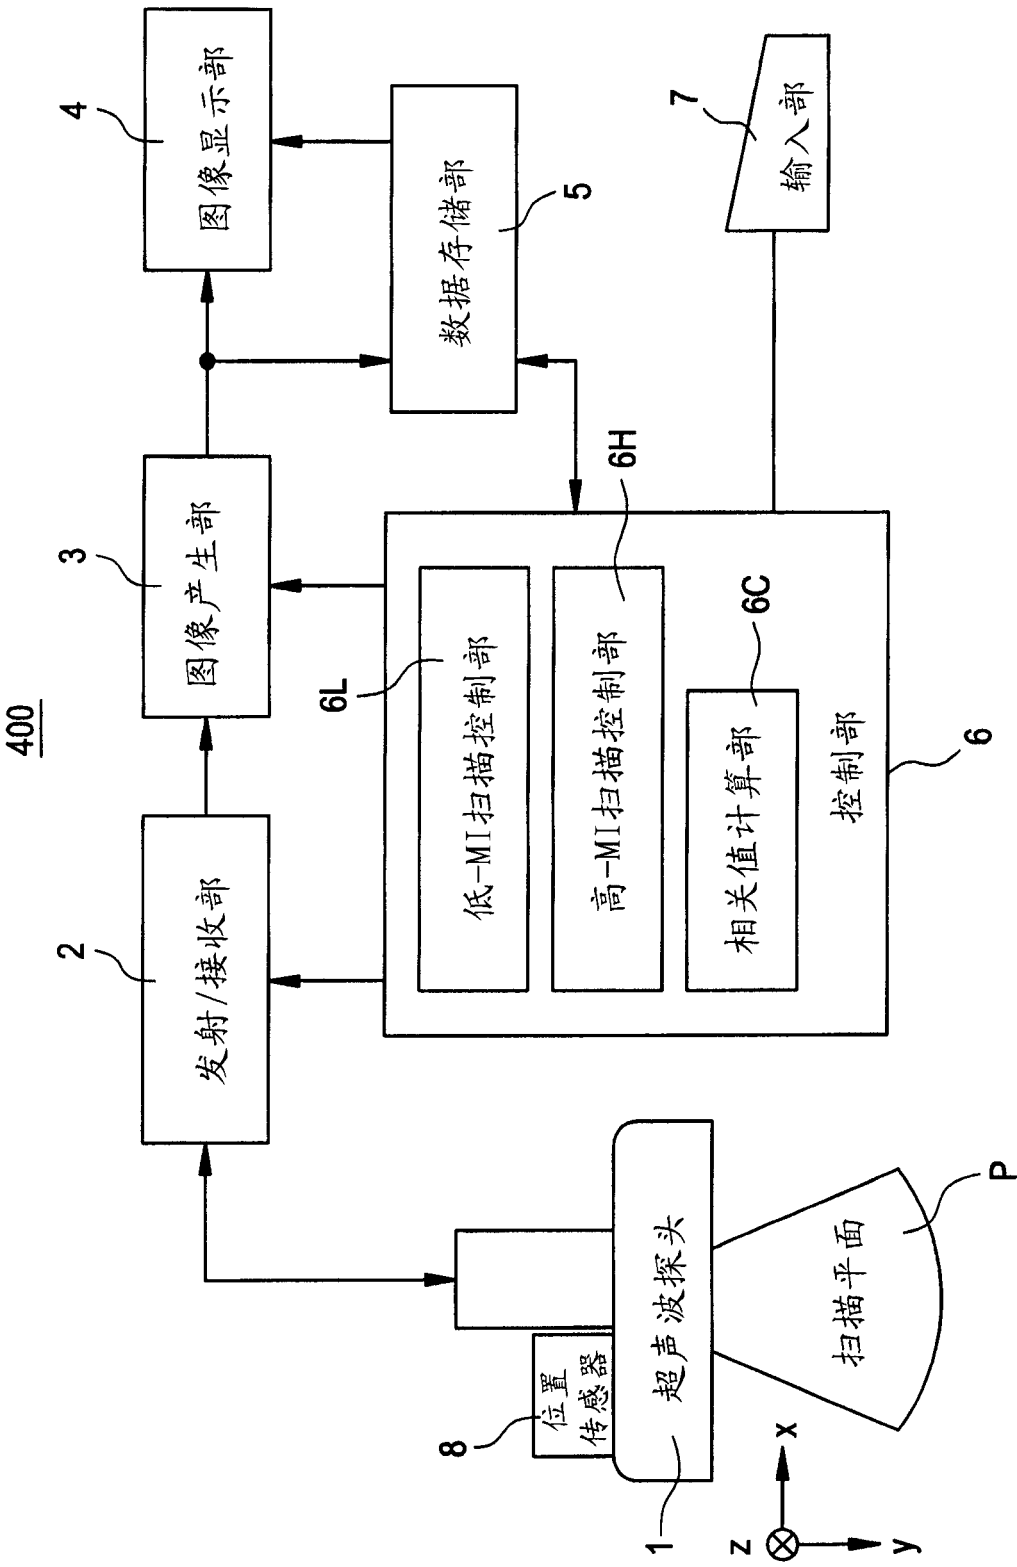 400
4
图像显示部
数据存储部
5
7
输入部
3
图像产生部
6H
6L
低-MI扫描控制部
高-MI扫描控制部
6C
相关值计算部
控制部
6
2
发射/接收部
8
位置
传感器
超声波探头
1
扫描平面
P
x
z
y